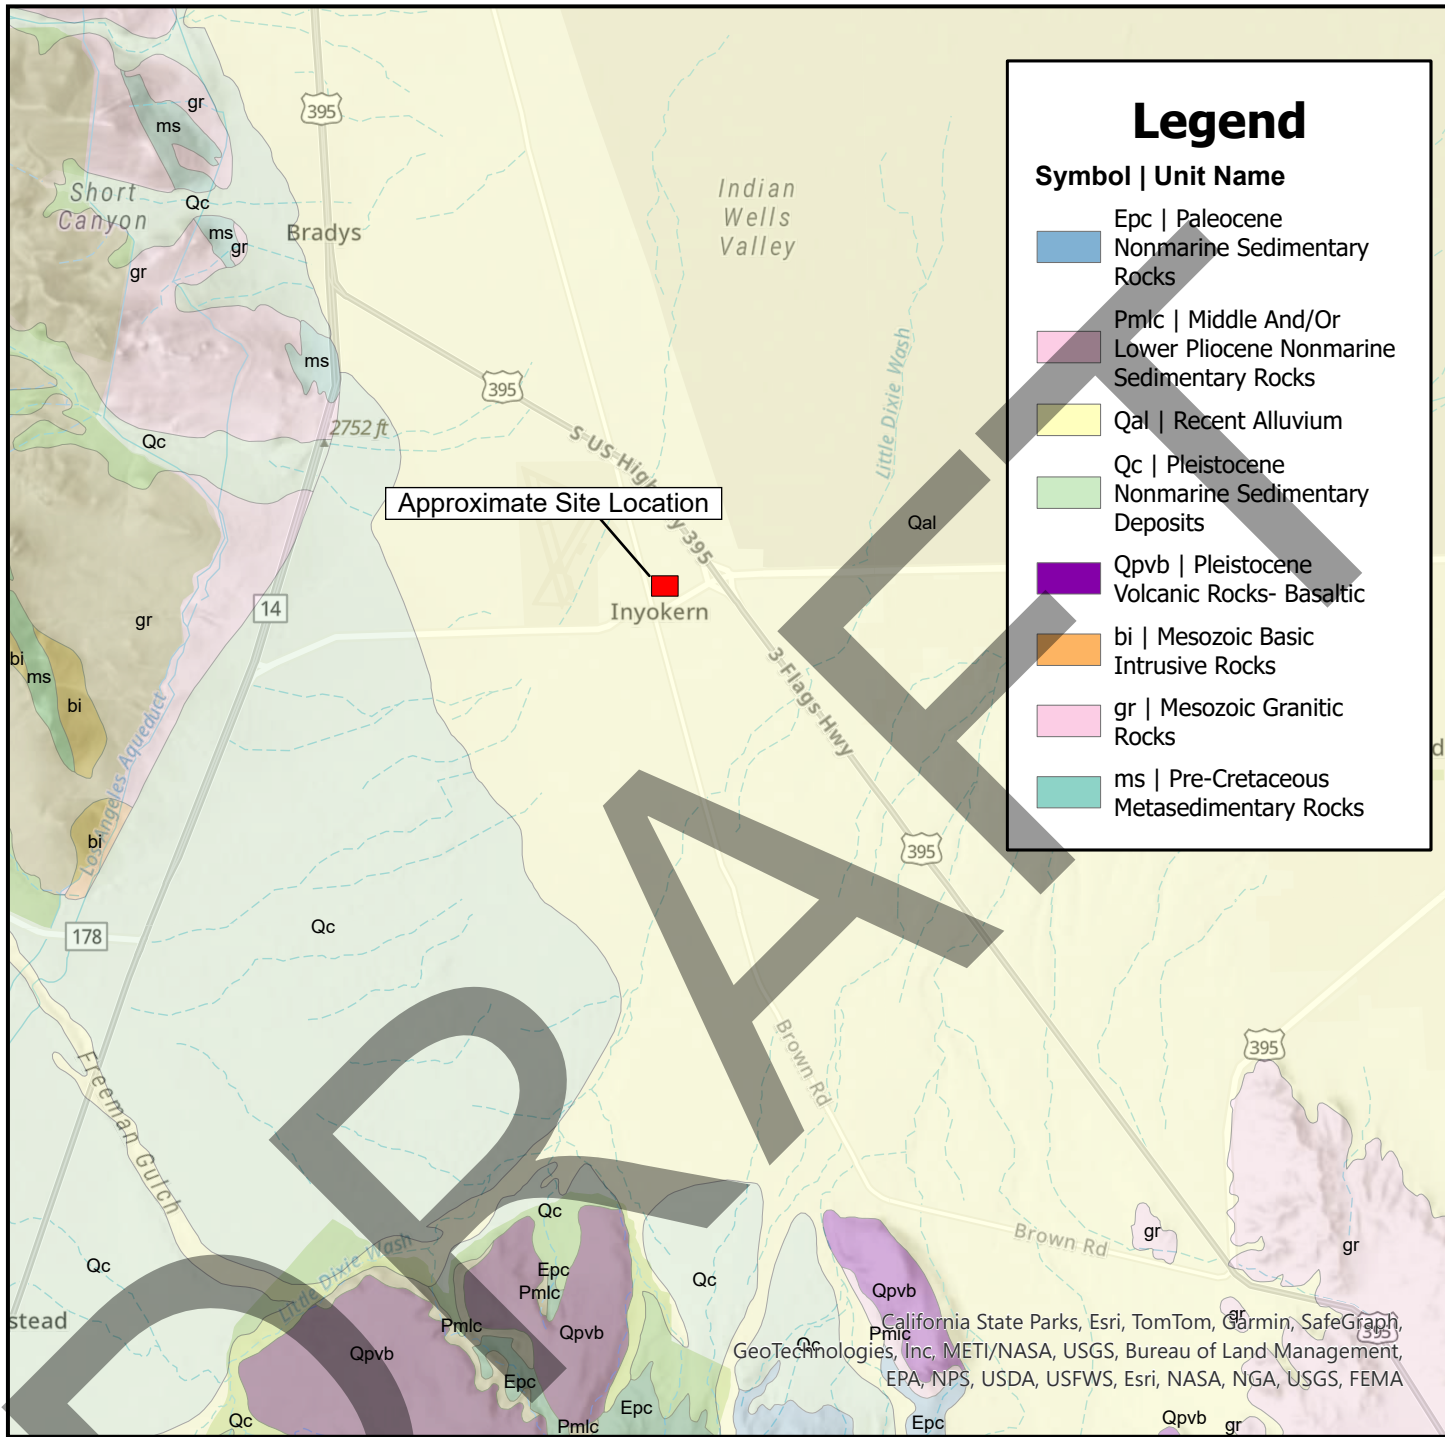 Legend
Symbol | Unit Name
Epc | Paleocene
Nonmarine Sedimentary
Rocks
Pmlc | Middle And/Or
Lower Pliocene Nonmarine
Sedimentary Rocks
Qal | Recent Alluvium
Qc | Pleistocene
Nonmarine Sedimentary
Deposits
Qpvb | Pleistocene
Volcanic Rocks- Basaltic
bi | Mesozoic Basic
Intrusive Rocks
gr | Mesozoic Granitic
Rocks
ms | Pre-Cretaceous
Metasedimentary Rocks
gr
395
ms
Short
Canyon
Qc
Indian
Wells
Valley
ms
gr
Bradys
gr
ms
395
Little Dixie Wash
2752 ft
Qc
S US High y 395
Approximate Site Location
Qal
Inyokern
14
gr
bi
ms
bi
3 Flags Hwy
Los Angeles Aqueduct
d
bi
395
Qc
178
Brown Rd
395
Freeman Gulch
Qc
gr
Brown Rd
gr
Little Dixie Wash
Qc
Epc
Qc
Pmlc
Qpvb
stead
Pmlc
Qpvb
Pmlc
gr
395
Qc
Qpvb
Epc
Epc
Qc
Pmlc
Epc
Qpvb
gr
California State Parks, Esri, TomTom, Garmin, SafeGraph,
GeoTechnologies, Inc, METI/NASA, USGS, Bureau of Land Management,
EPA, NPS, USDA, USFWS, Esri, NASA, NGA, USGS, FEMA
DRAFT